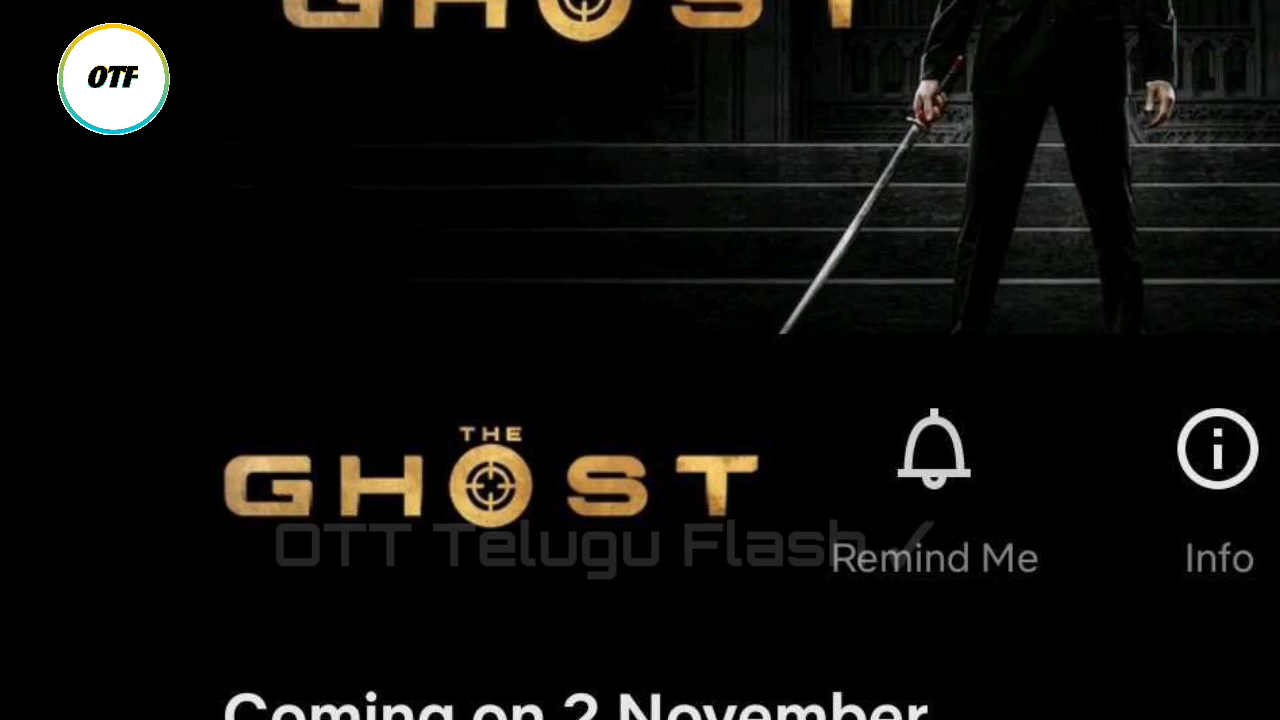 GHOST
OTF
THE
GHOST
OTT Telugu Flash ✓
Remind Me
Info
Coming on 2 November